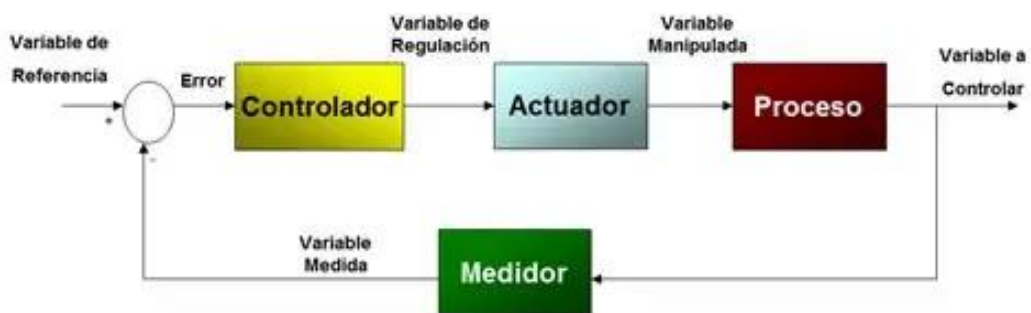 Variable de
Referencia
+
-
Error
Controlador
Variable de
Regulación
Actuador
Variable
Manipulada
Proceso
Variable a
Controlar
Variable
Medida
Medidor